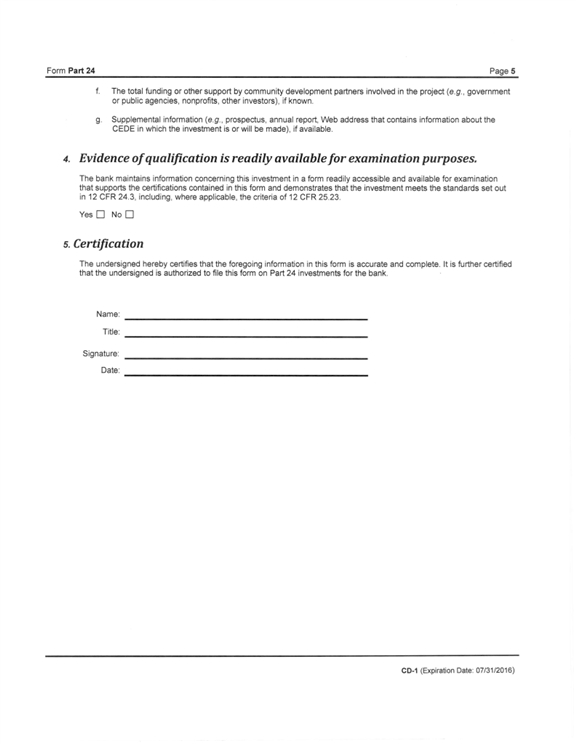 Form Part 24 Page 5
f. The total funding or other support by community development partners involved in the project (e.g., government
or public agencies, nonprofits, other investors), if known.
g. Supplemental information (e.g., prospectus, annual report, Web address that contains information about the
CEDE in which the investment is or will be made), if available.
4. Evidence of qualification is readily available for examination purposes.
The bank maintains information concerning this investment in a form readily accessible and available for examination
that supports the certifications contained in this form and demonstrates that the investment meets the standards set out
in 12 CFR 24.3, including, where applicable, the criteria of 12 CFR 25.23.
Yes ☐ No ☐
5. Certification
The undersigned hereby certifies that the foregoing information in this form is accurate and complete. It is further certified
that the undersigned is authorized to file this form on Part 24 investments for the bank.
Name:
Title:
Signature:
Date:
CD-1 (Expiration Date: 07/31/2016)